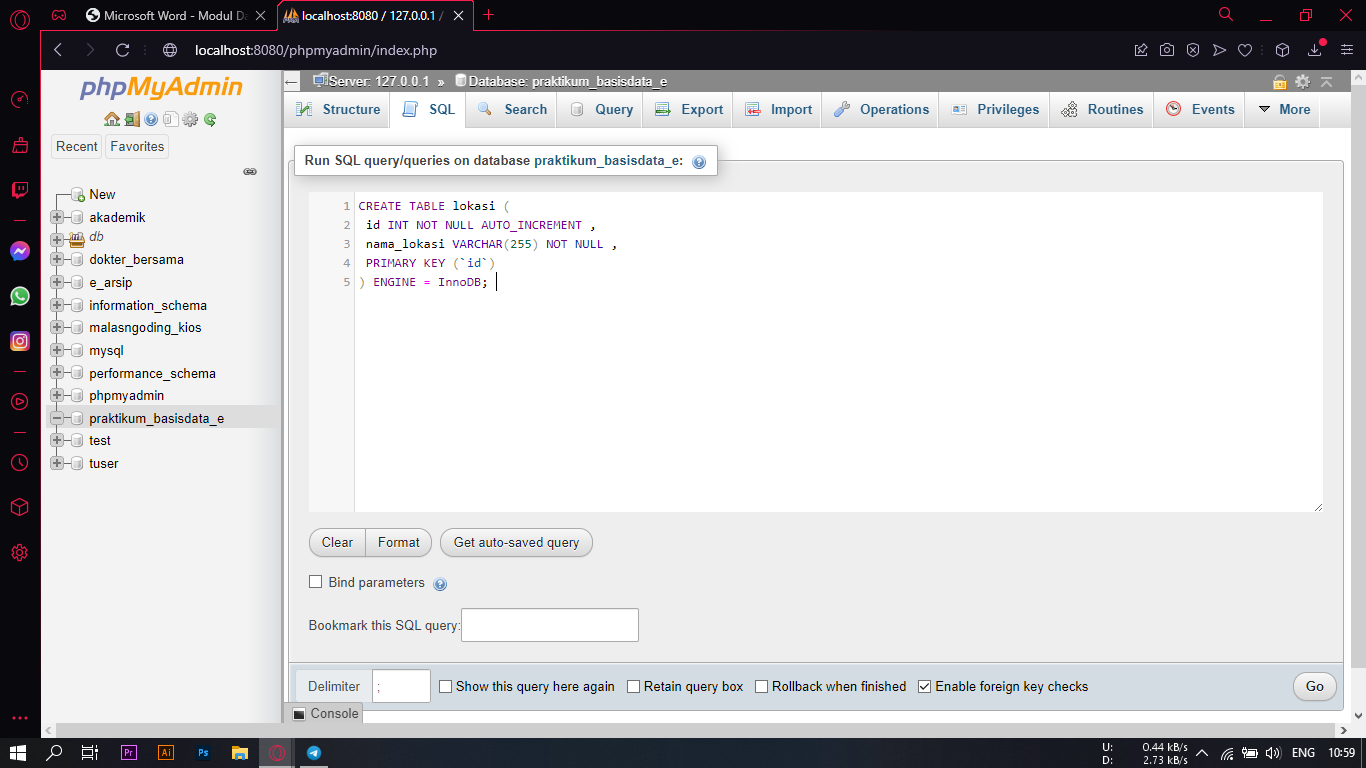 Microsoft Word - Modul Da
localhost:8080 / 127.0.0.1 /
localhost:8080/phpmyadmin/index.php
phpMyAdmin
Recent Favorites
New
akademik
db
dokter_bersama
e_arsip
information_schema
malasngoding_kios
mysql
performance_schema
phpmyadmin
praktikum_basisdata_e
test
tuser
Server: 127.0.0.1 » Database: praktikum_basisdata_e
Structure SQL Search Query Export Import Operations Privileges Routines Events More
Run SQL query/queries on database praktikum_basisdata_e:
1 CREATE TABLE lokasi (
2 id INT NOT NULL AUTO_INCREMENT ,
3 nama_lokasi VARCHAR(255) NOT NULL ,
4 PRIMARY KEY (`id`)
5 ) ENGINE = InnoDB;
Clear Format Get auto-saved query
Bind parameters
Bookmark this SQL query:
Delimiter ; Show this query here again Retain query box Rollback when finished Enable foreign key checks Go
Console
Pr Ai Ps
U: 0.44 kB/s
D: 2.73 kB/s
ENG 10:59